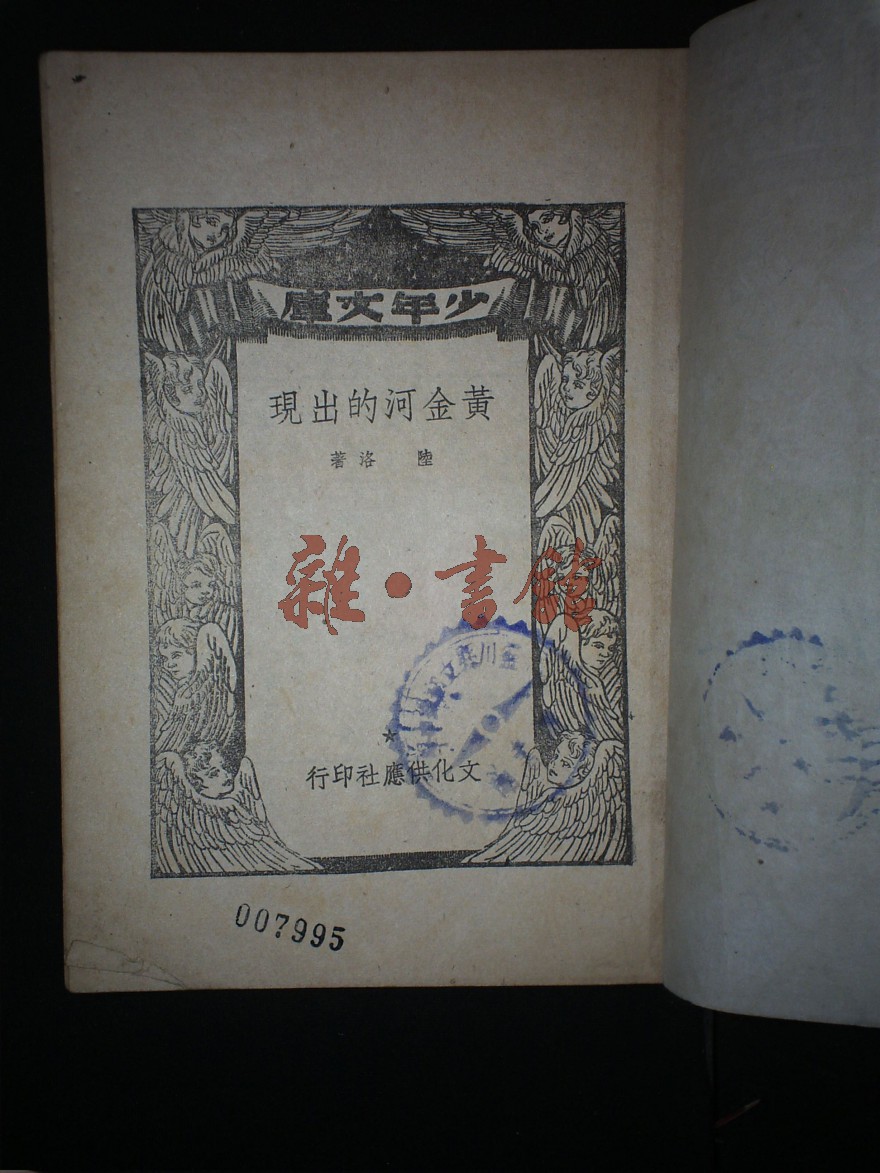 少年文庫
黃金河的出現
陸洛著
雜·書館
文化供應社印行
007995